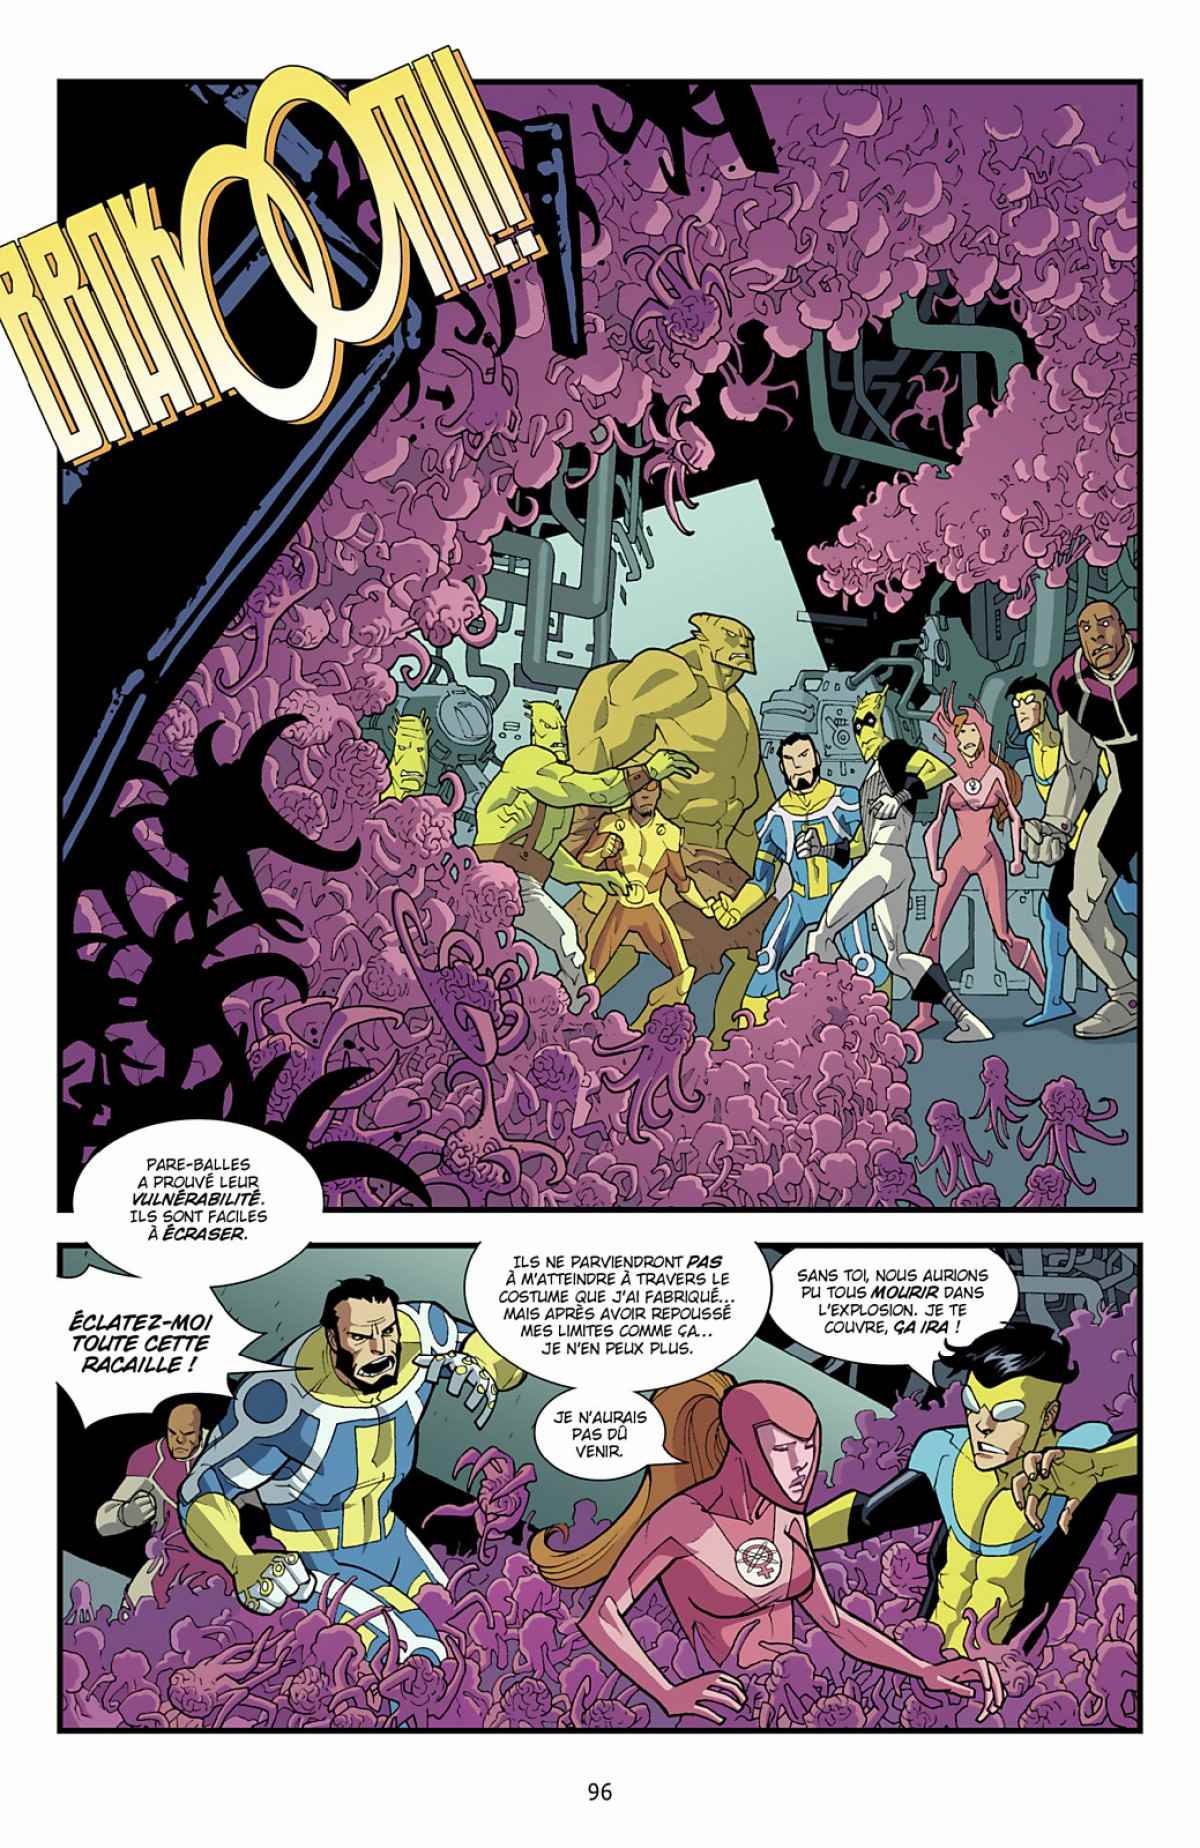 BRAKOOOM!!
PARE-BALLES
A PROUVÉ LEUR
VULNÉRABILITÉ.
ILS SONT FACILES
À ÉCRASER.
ÉCLATEZ-MOI
TOUTE CETTE
RACAILLE !
ILS NE PARVIENDRONT PAS
À M'ATTEINDRE À TRAVERS LE
COSTUME QUE J'AI FABRIQUÉ...
MAIS APRÈS AVOIR REPOUSSÉ
MES LIMITES COMME ÇA...
JE N'EN PEUX PLUS.
JE N'AURAIS
PAS DÛ
VENIR.
SANS TOI, NOUS AURIONS
PU TOUS MOURIR DANS
L'EXPLOSION. JE TE
COUVRE, ÇA IRA !
96